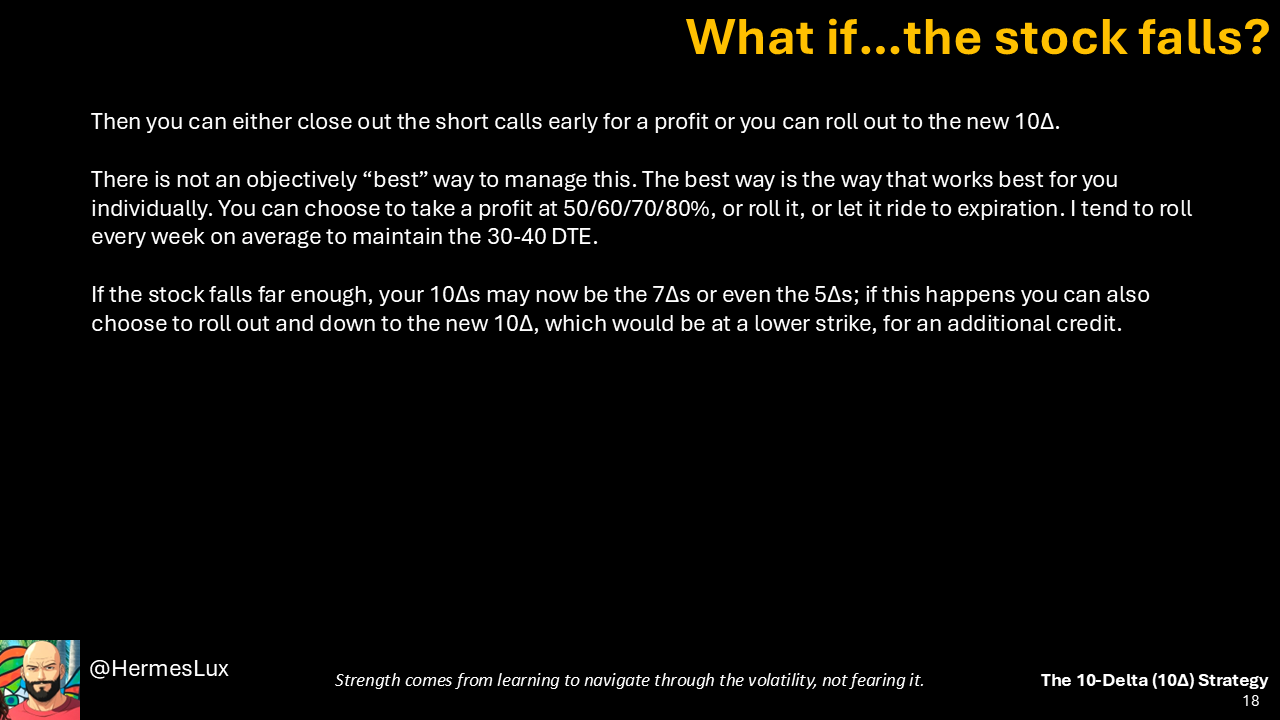 What if...the stock falls?
Then you can either close out the short calls early for a profit or you can roll out to the new 10Δ.
There is not an objectively “best” way to manage this. The best way is the way that works best for you
individually. You can choose to take a profit at 50/60/70/80%, or roll it, or let it ride to expiration. I tend to roll
every week on average to maintain the 30-40 DTE.
If the stock falls far enough, your 10Δs may now be the 7Δs or even the 5Δs; if this happens you can also
choose to roll out and down to the new 10Δ, which would be at a lower strike, for an additional credit.
@HermesLux
Strength comes from learning to navigate through the volatility, not fearing it.
The 10-Delta (10Δ) Strategy
18